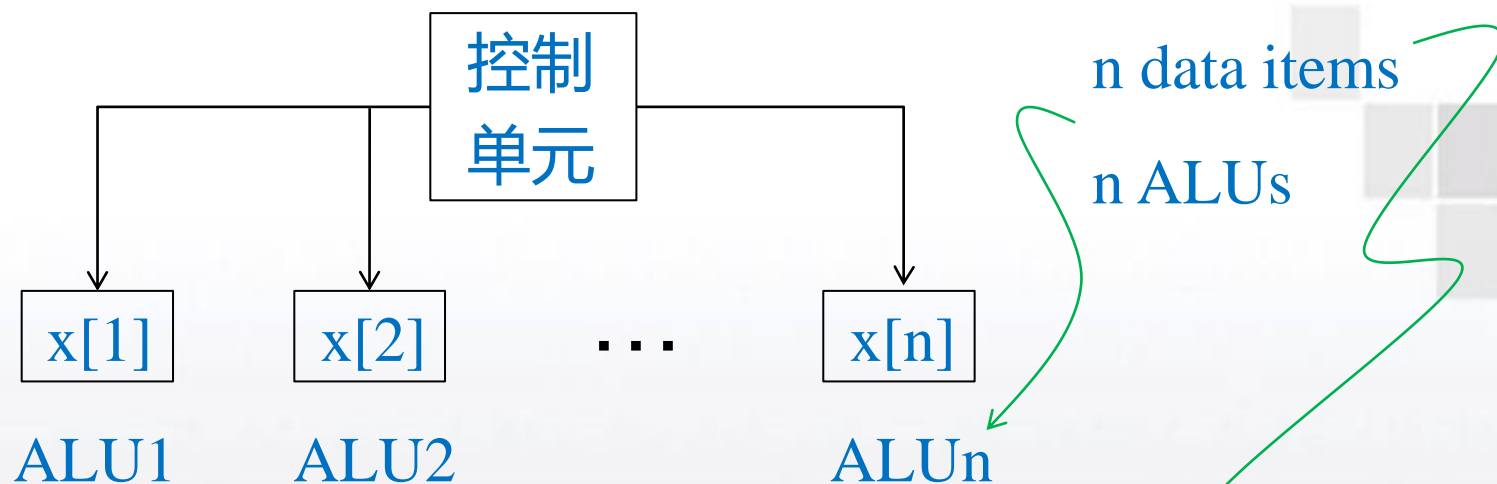 控制
单元
n data items
n ALUs
x[1] x[2] ... x[n]
ALU1 ALU2 ALUn